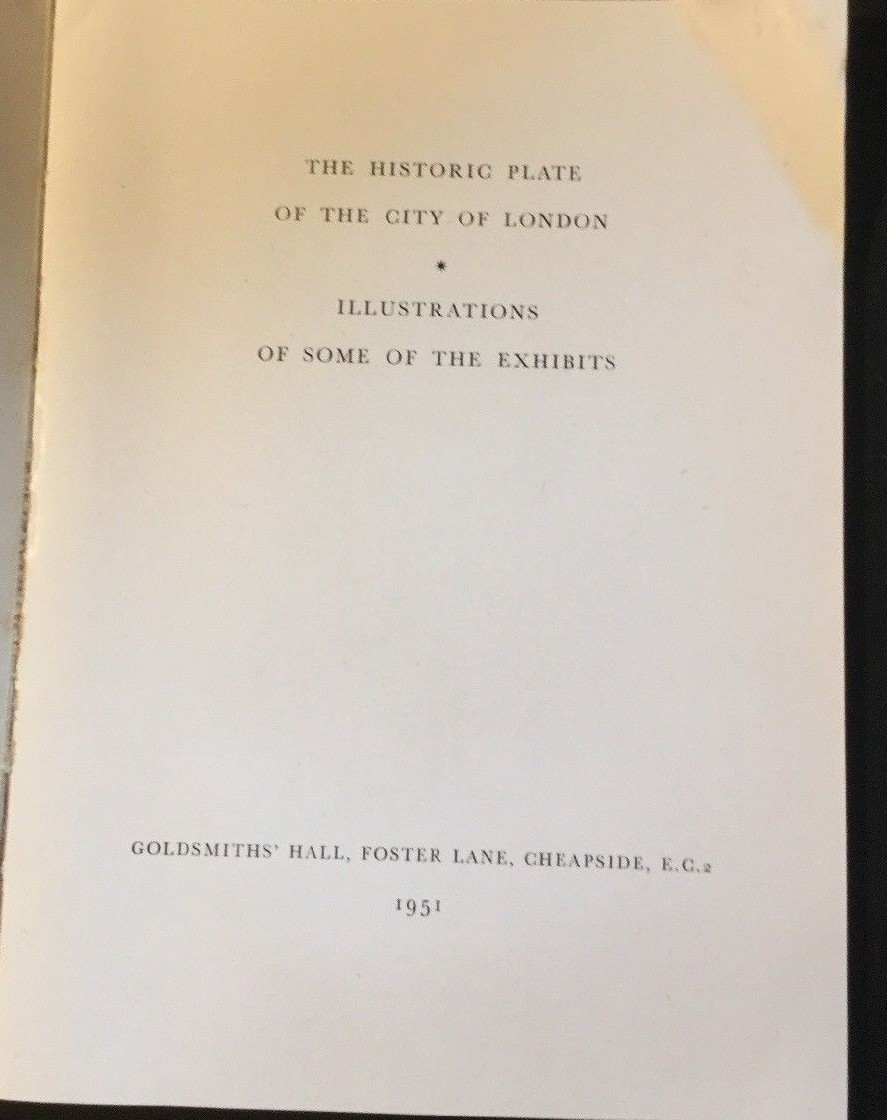 THE HISTORIC PLATE
OF THE CITY OF LONDON
*
ILLUSTRATIONS
OF SOME OF THE EXHIBITS
GOLDSMITHS' HALL, FOSTER LANE, CHEAPSIDE, E.C.2
1951